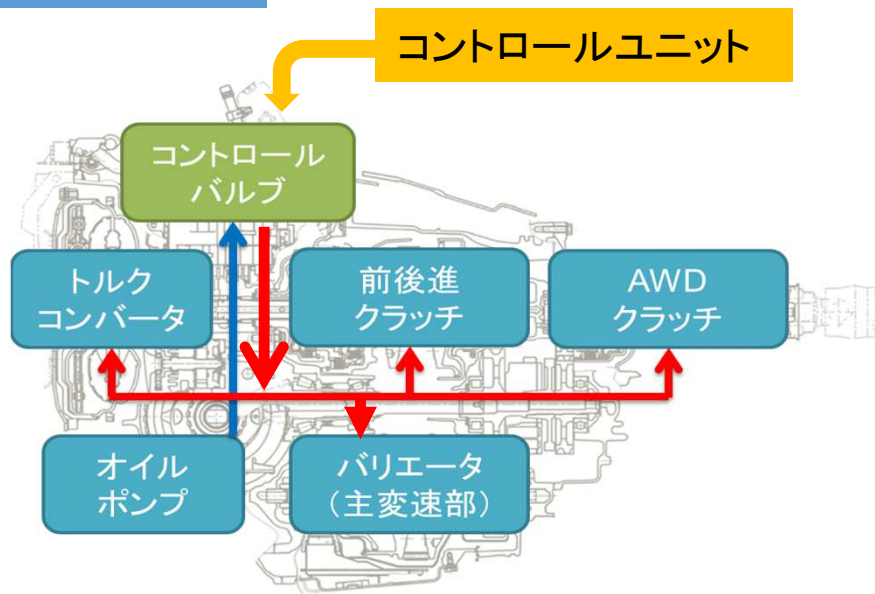 コントロールユニット
コントロール
バルブ
トルク
コンバータ
前後進
クラッチ
AWD
クラッチ
オイル
ポンプ
バリエータ
（主変速部）